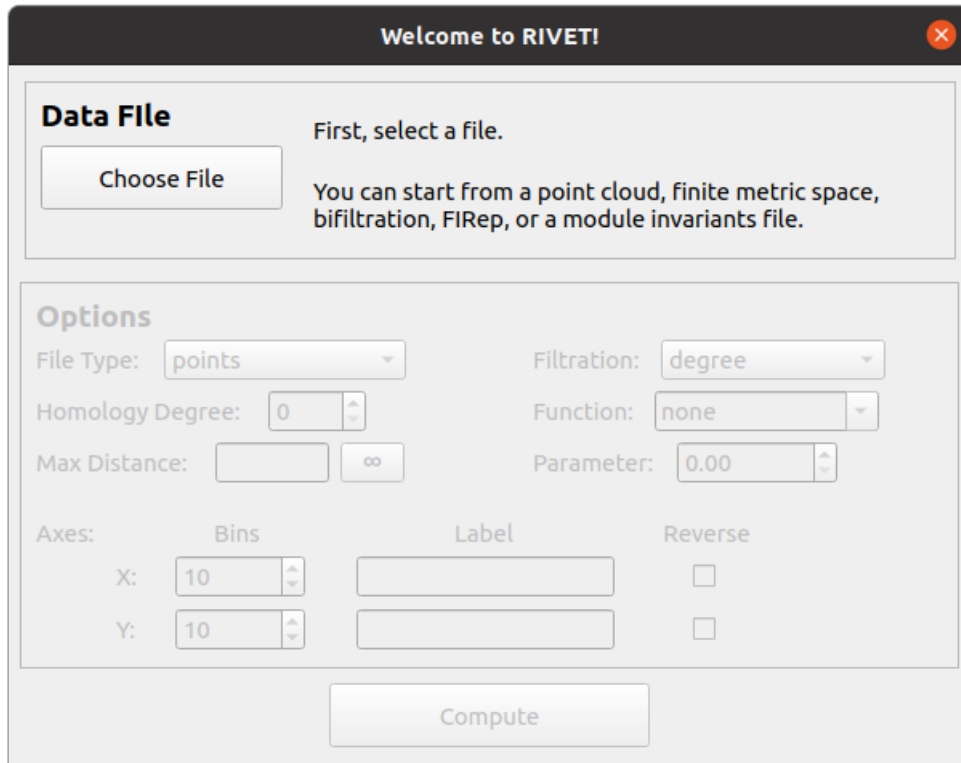 Welcome to RIVET!
Data FIle
First, select a file.
Choose File
You can start from a point cloud, finite metric space,
bifiltration, FIRep, or a module invariants file.
Options
File Type: points Filtration: degree
Homology Degree: 0 Function: none
Max Distance: ∞ Parameter: 0.00
Axes: Bins Label Reverse
X: 10
Y: 10
Compute